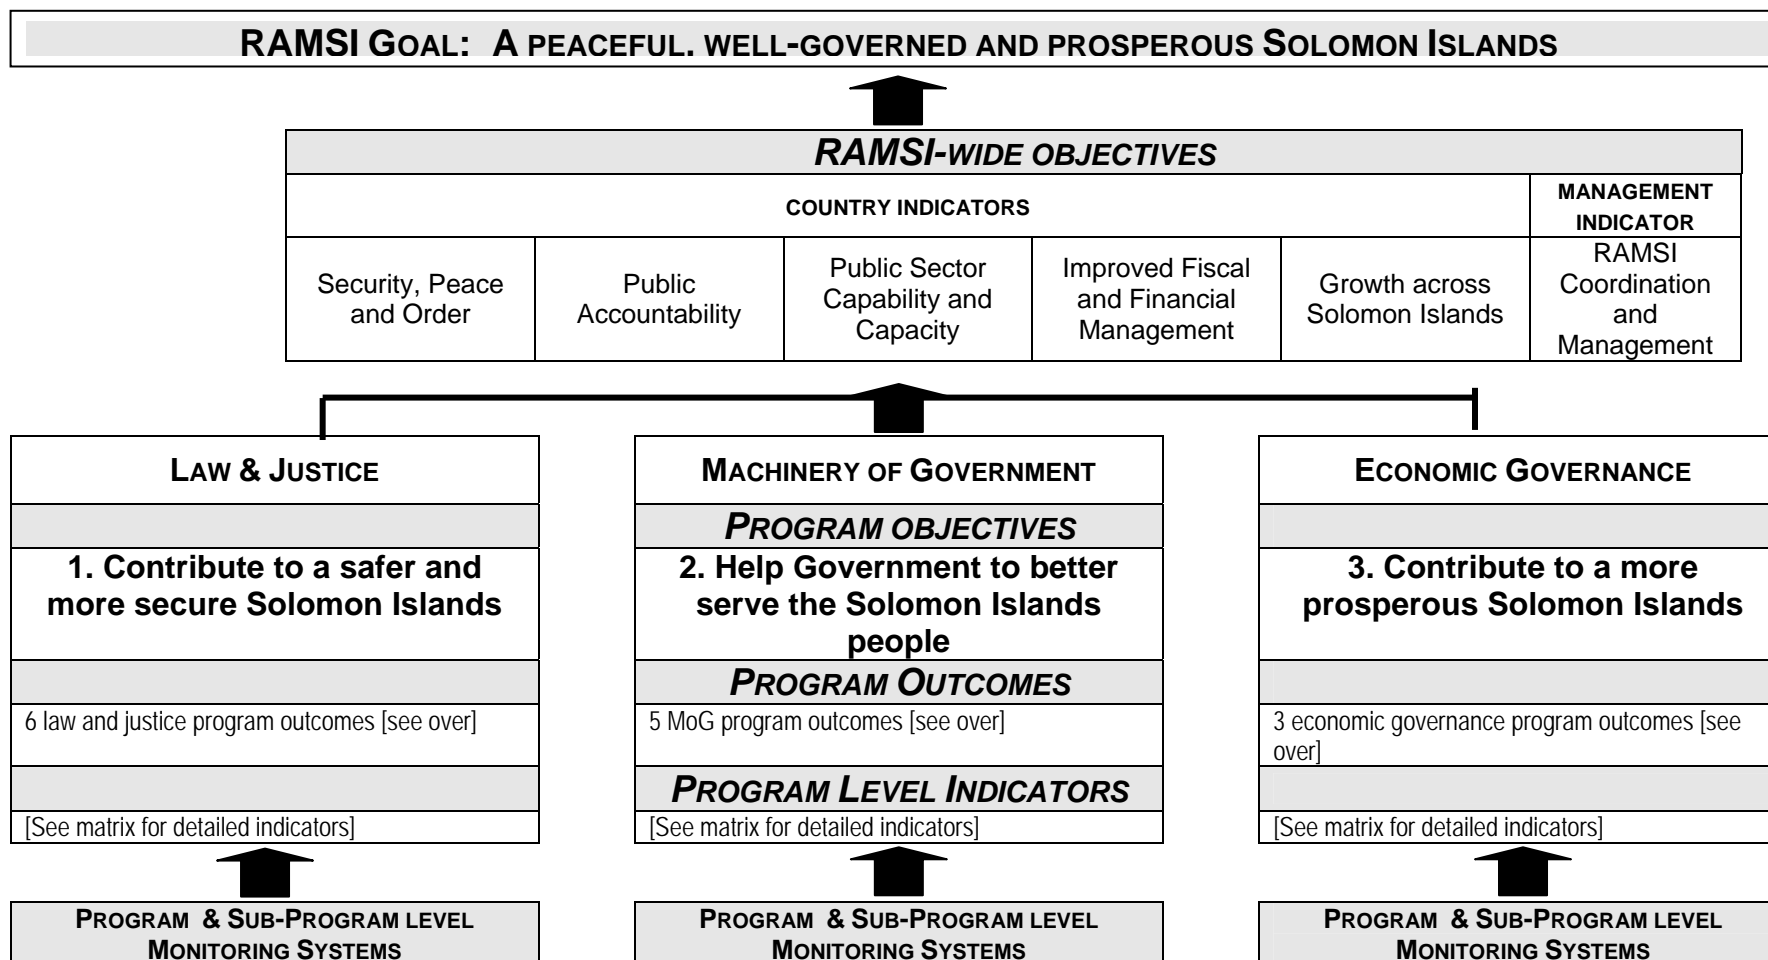 RAMSI GOAL: A PEACEFUL. WELL-GOVERNED AND PROSPEROUS SOLOMON ISLANDS
RAMSI-WIDE OBJECTIVES
COUNTRY INDICATORS
MANAGEMENT
INDICATOR
Security, Peace
and Order
Public
Accountability
Public Sector
Capability and
Capacity
Improved Fiscal
and Financial
Management
Growth across
Solomon Islands
RAMSI
Coordination
and
Management
LAW & JUSTICE
MACHINERY OF GOVERNMENT
ECONOMIC GOVERNANCE
PROGRAM OBJECTIVES
1. Contribute to a safer and
more secure Solomon Islands
2. Help Government to better
serve the Solomon Islands
people
3. Contribute to a more
prosperous Solomon Islands
PROGRAM OUTCOMES
6 law and justice program outcomes [see over]
5 MoG program outcomes [see over]
3 economic governance program outcomes [see
over]
PROGRAM LEVEL INDICATORS
[See matrix for detailed indicators]
[See matrix for detailed indicators]
[See matrix for detailed indicators]
PROGRAM & SUB-PROGRAM LEVEL
MONITORING SYSTEMS
PROGRAM & SUB-PROGRAM LEVEL
MONITORING SYSTEMS
PROGRAM & SUB-PROGRAM LEVEL
MONITORING SYSTEMS